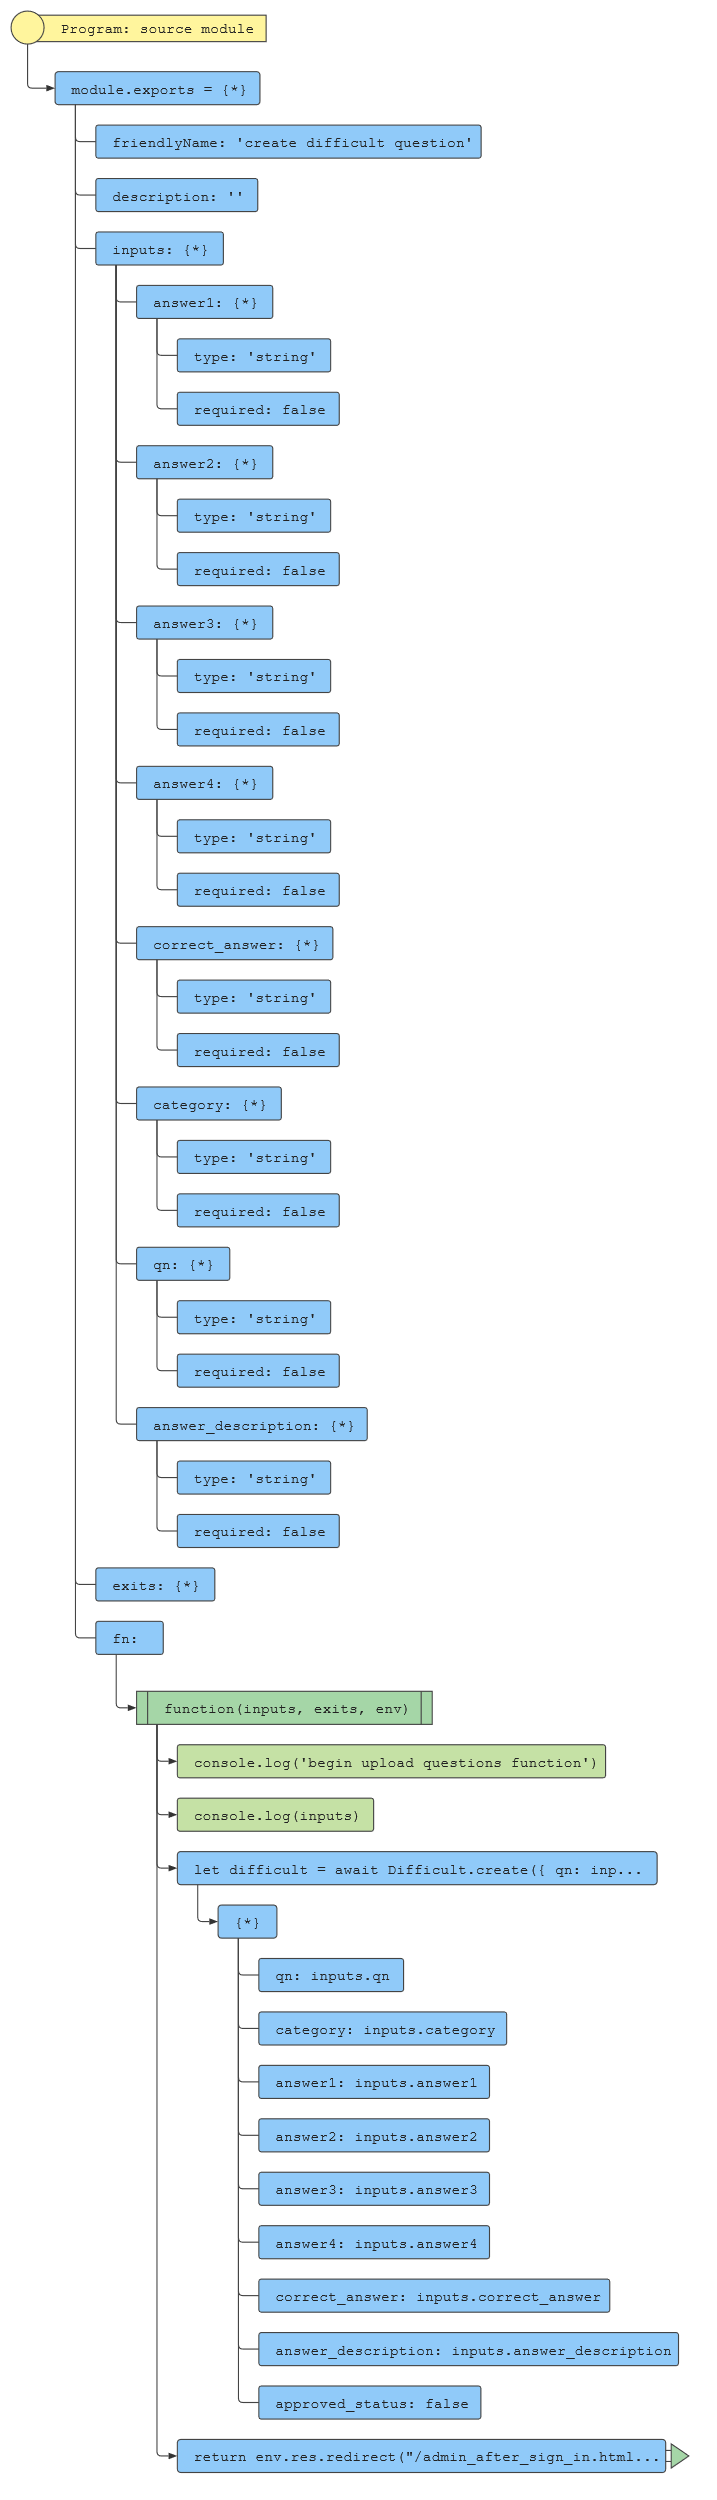 Program: source module
module.exports = {*}
friendlyName: 'create difficult question'
description: ''
inputs: {*}
answer1: {*}
type: 'string'
required: false
answer2: {*}
type: 'string'
required: false
answer3: {*}
type: 'string'
required: false
answer4: {*}
type: 'string'
required: false
correct_answer: {*}
type: 'string'
required: false
category: {*}
type: 'string'
required: false
qn: {*}
type: 'string'
required: false
answer_description: {*}
type: 'string'
required: false
exits: {*}
fn:
function(inputs, exits, env)
console.log('begin upload questions function')
console.log(inputs)
let difficult = await Difficult.create({ qn: inp...
{*}
qn: inputs.qn
category: inputs.category
answer1: inputs.answer1
answer2: inputs.answer2
answer3: inputs.answer3
answer4: inputs.answer4
correct_answer: inputs.correct_answer
answer_description: inputs.answer_description
approved_status: false
return env.res.redirect("/admin_after_sign_in.html...